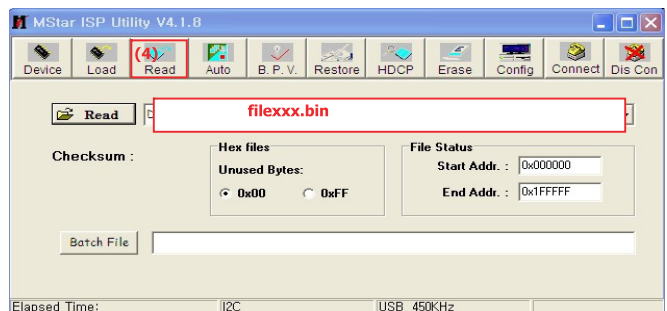 MStar ISP Utility V4.1.8
Device Load (4) Read Auto B. P. V. Restore HDCP Erase Config Connect Dis Con
Read filexxx.bin
Hex files File Status
Checksum : Unused Bytes: Start Addr. : 0x000000
0x00 0xFF End Addr. : 0x1FFFFF
Batch File
Elapsed Time: I2C USB 450KHz